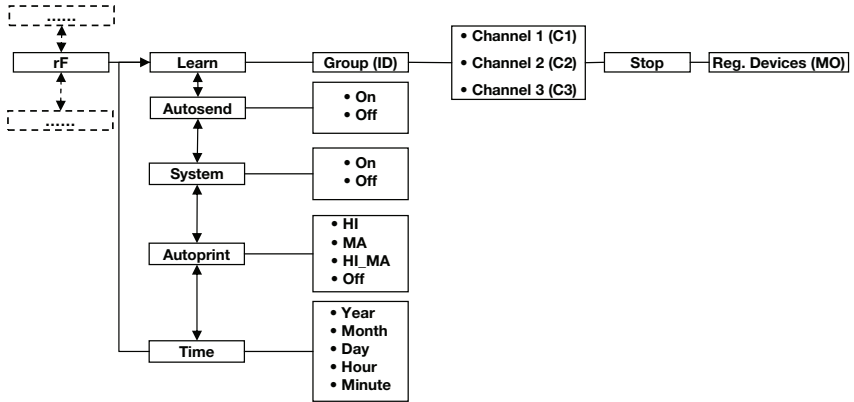 ......
rF
......
Learn
Group (ID)
• Channel 1 (C1)
• Channel 2 (C2)
• Channel 3 (C3)
Stop
Reg. Devices (MO)
Autosend
• On
• Off
System
• On
• Off
Autoprint
• HI
• MA
• HI_MA
• Off
Time
• Year
• Month
• Day
• Hour
• Minute